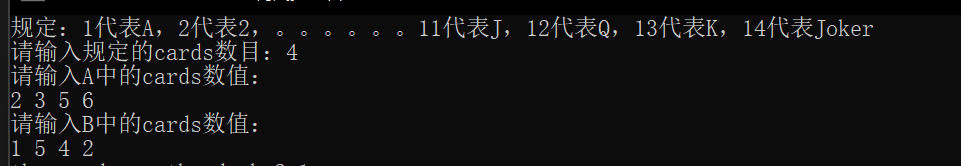 规定：1代表A，2代表2，。。。。。。11代表J，12代表Q，13代表K，14代表Joker
请输入规定的cards数目：4
请输入A中的cards数值：
2 3 5 6
请输入B中的cards数值：
1 5 4 2